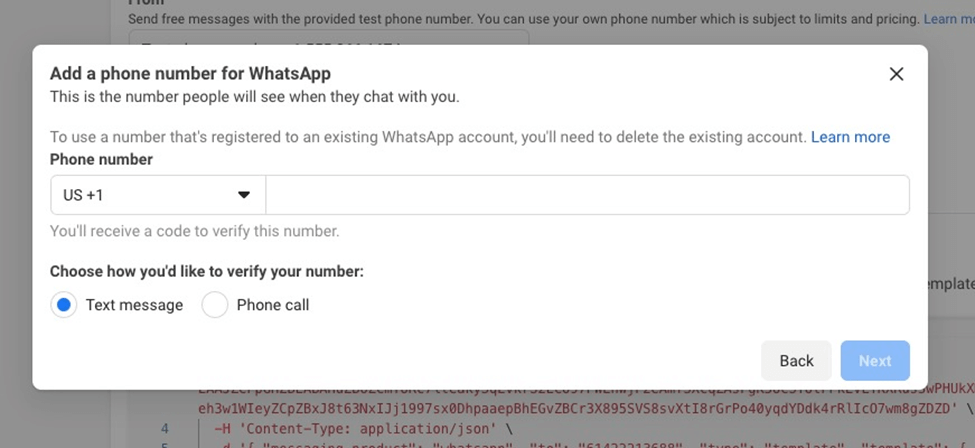 Send free messages with the provided test phone number. You can use your own phone number which is subject to limits and pricing. Learn
Add a phone number for WhatsApp
This is the number people will see when they chat with you.
To use a number that's registered to an existing WhatsApp account, you'll need to delete the existing account. Learn more
Phone number
US +1
You'll receive a code to verify this number.
Choose how you'd like to verify your number:
Text message
Phone call
Back
Next
4 -H 'Content-Type: application/json' \
5